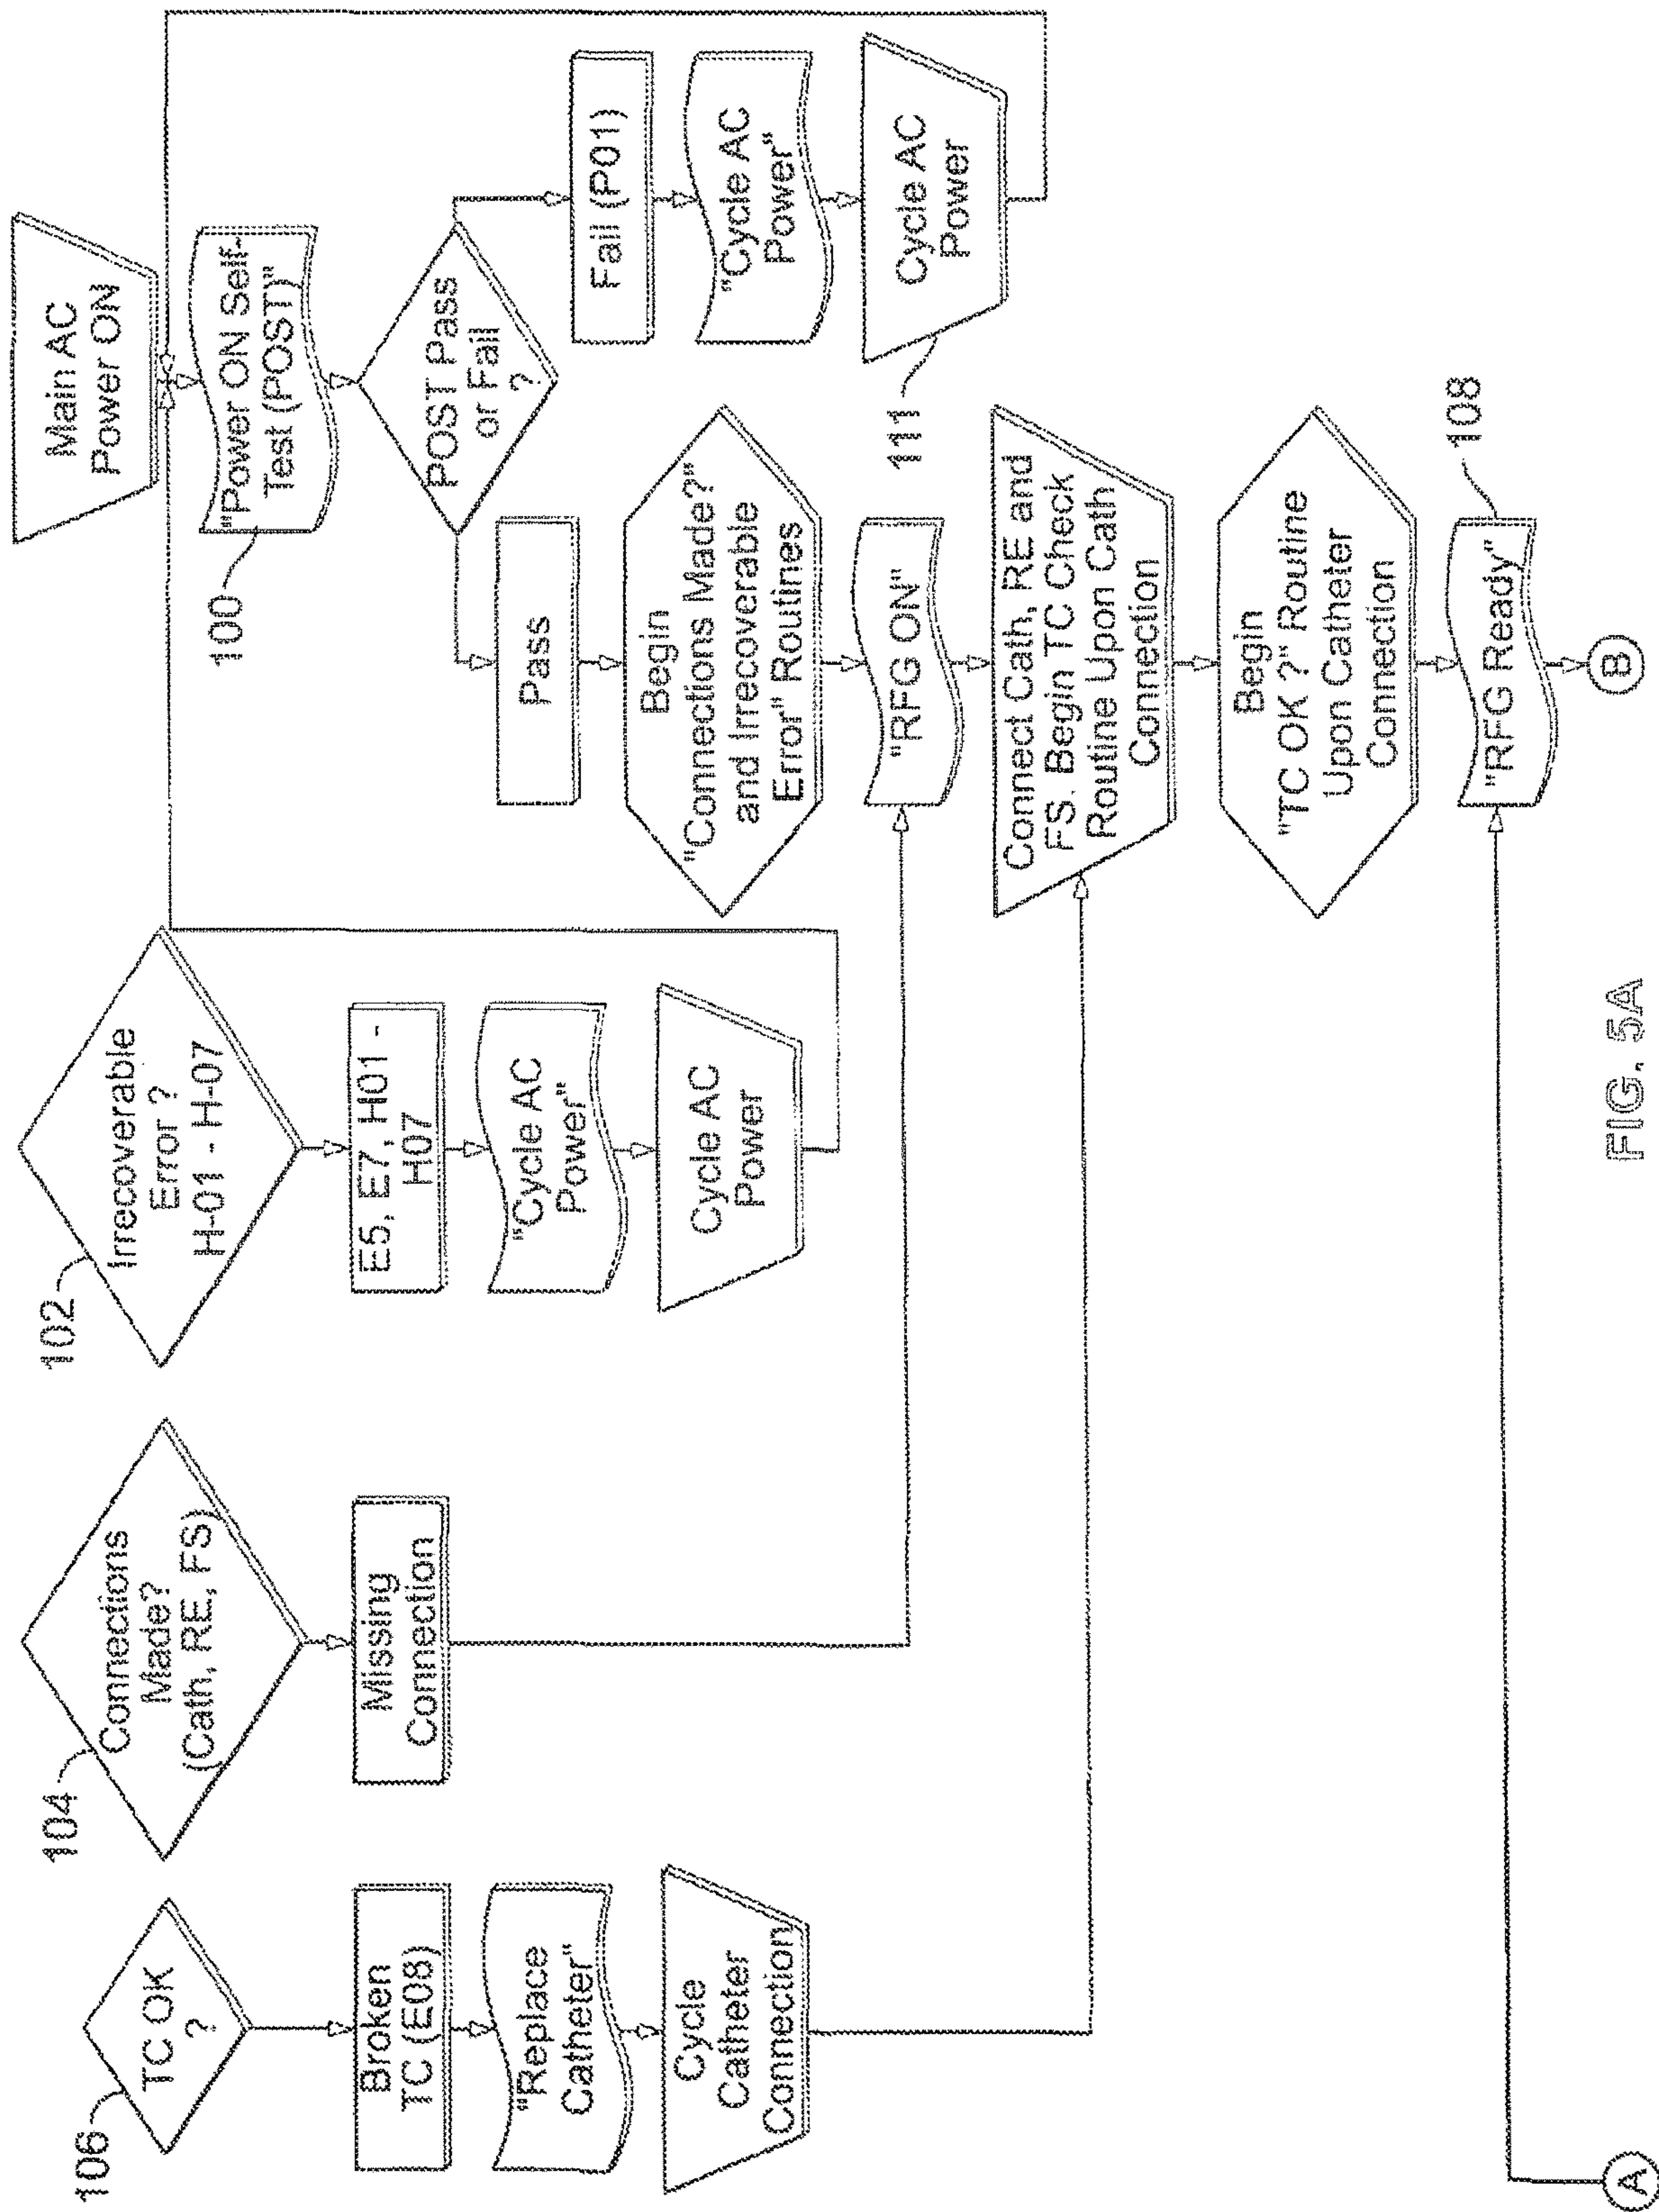 106
TC OK
?
Broken
TC (E08)
"Replace
Catheter"
Cycle
Catheter
Connection
104
Connections
Made?
(Cath, RE, FS)
Missing
Connection
102
Irrecoverable
Error ?
H-01 - H-07
E5, E7, H01 -
H07
"Cycle AC
Power"
Cycle AC
Power
Main AC
Power ON
100
"Power ON Self-
Test (POST)"
POST Pass
or Fail
?
Pass
Fail (P01)
"Cycle AC
Power"
111
Cycle AC
Power
Begin
"Connections Made?"
and Irrecoverable
Error" Routines
"RFG ON"
Connect Cath, RE and
FS. Begin TC Check
Routine Upon Cath
Connection
Begin
"TC OK ?" Routine
Upon Catheter
Connection
108
"RFG Ready"
A
B
FIG. 5A